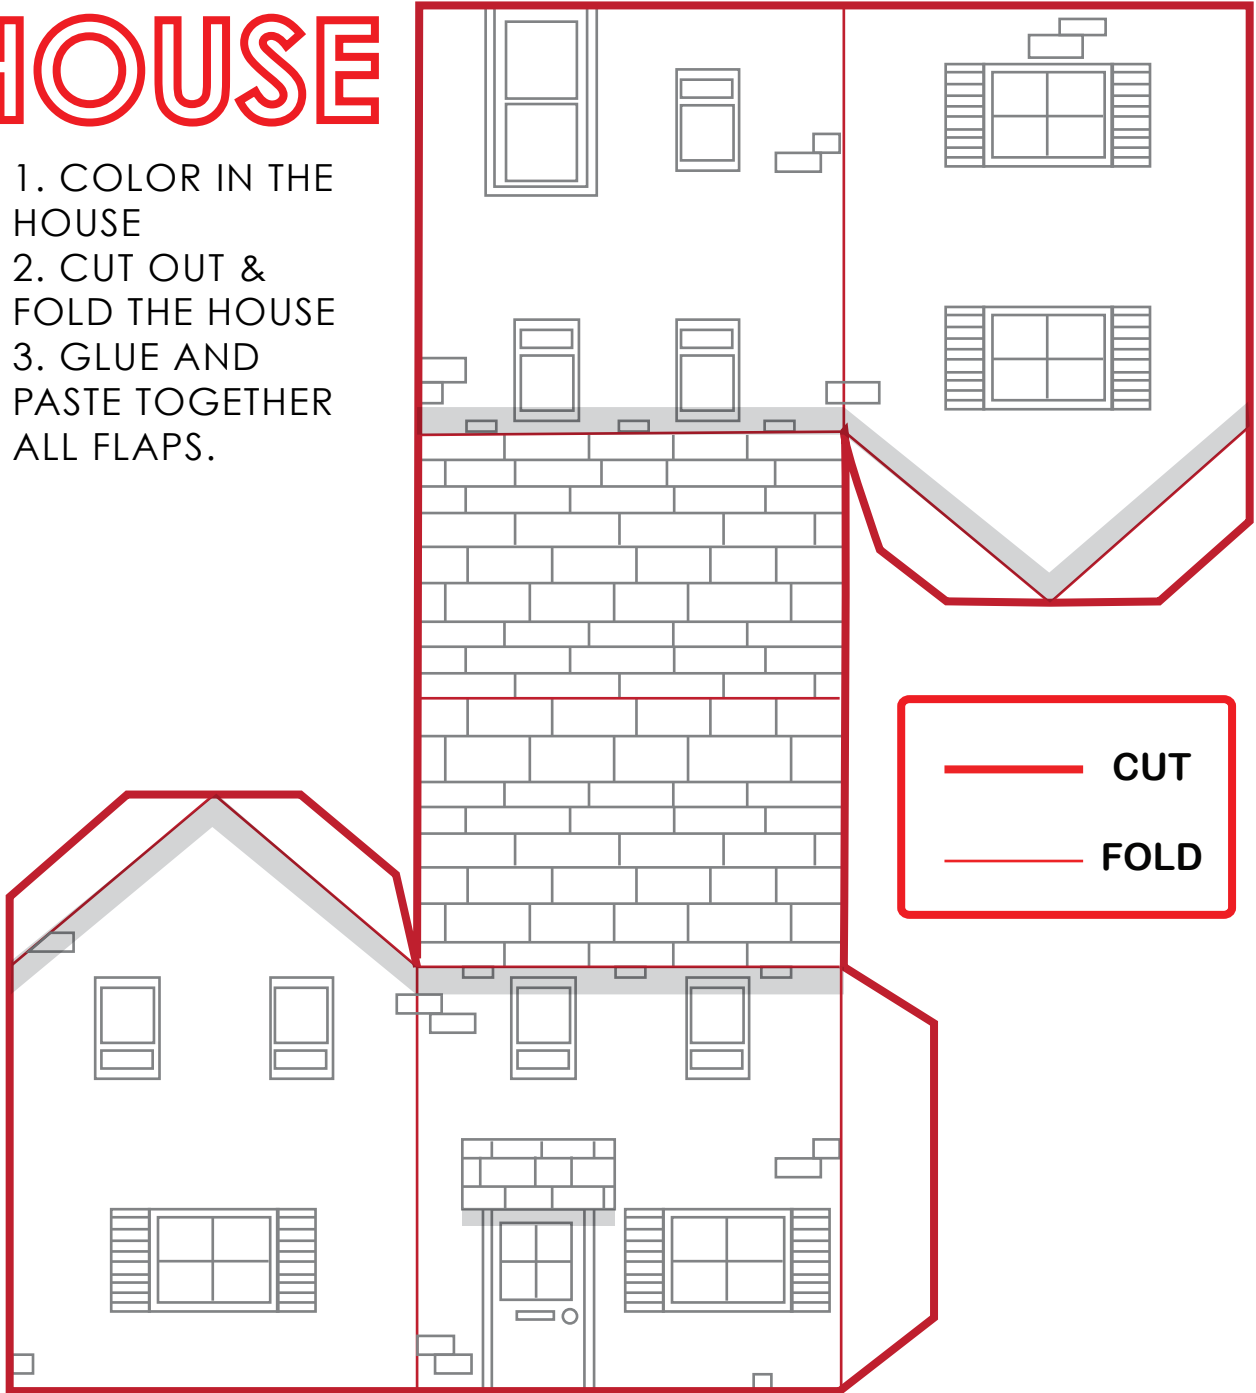 HOUSE
1. COLOR IN THE
HOUSE
2. CUT OUT &
FOLD THE HOUSE
3. GLUE AND
PASTE TOGETHER
ALL FLAPS.
CUT
FOLD